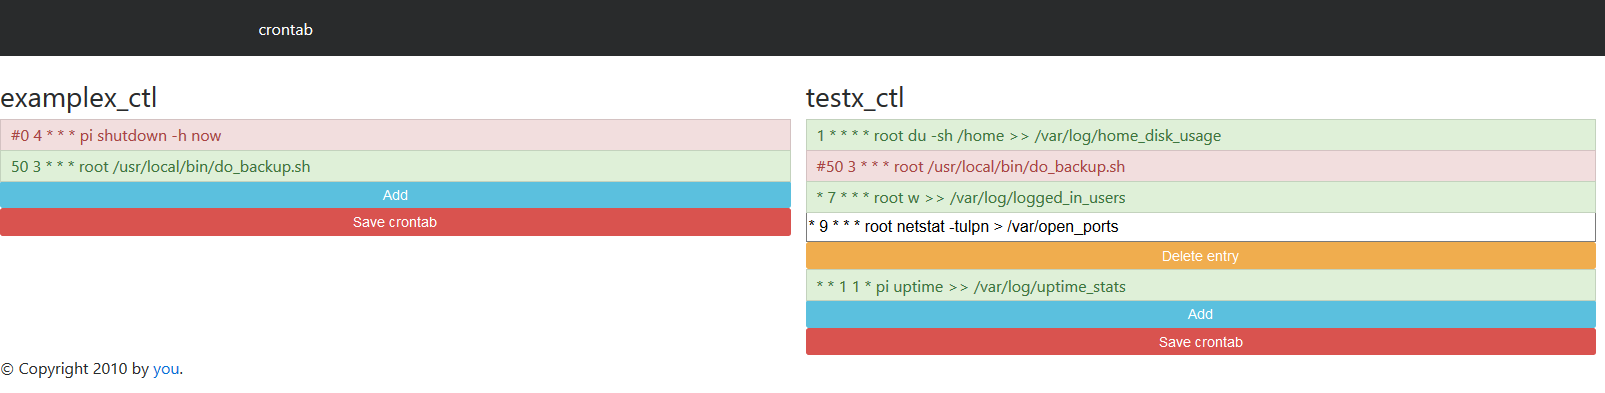 crontab
examplex_ctl
#0 4 * * * pi shutdown -h now
50 3 * * * root /usr/local/bin/do_backup.sh
Add
Save crontab
testx_ctl
1 * * * * root du -sh /home >> /var/log/home_disk_usage
#50 3 * * * root /usr/local/bin/do_backup.sh
* 7 * * * root w >> /var/log/logged_in_users
* 9 * * * root netstat -tulpn > /var/open_ports
Delete entry
* * 1 1 * pi uptime >> /var/log/uptime_stats
Add
Save crontab
© Copyright 2010 by you.